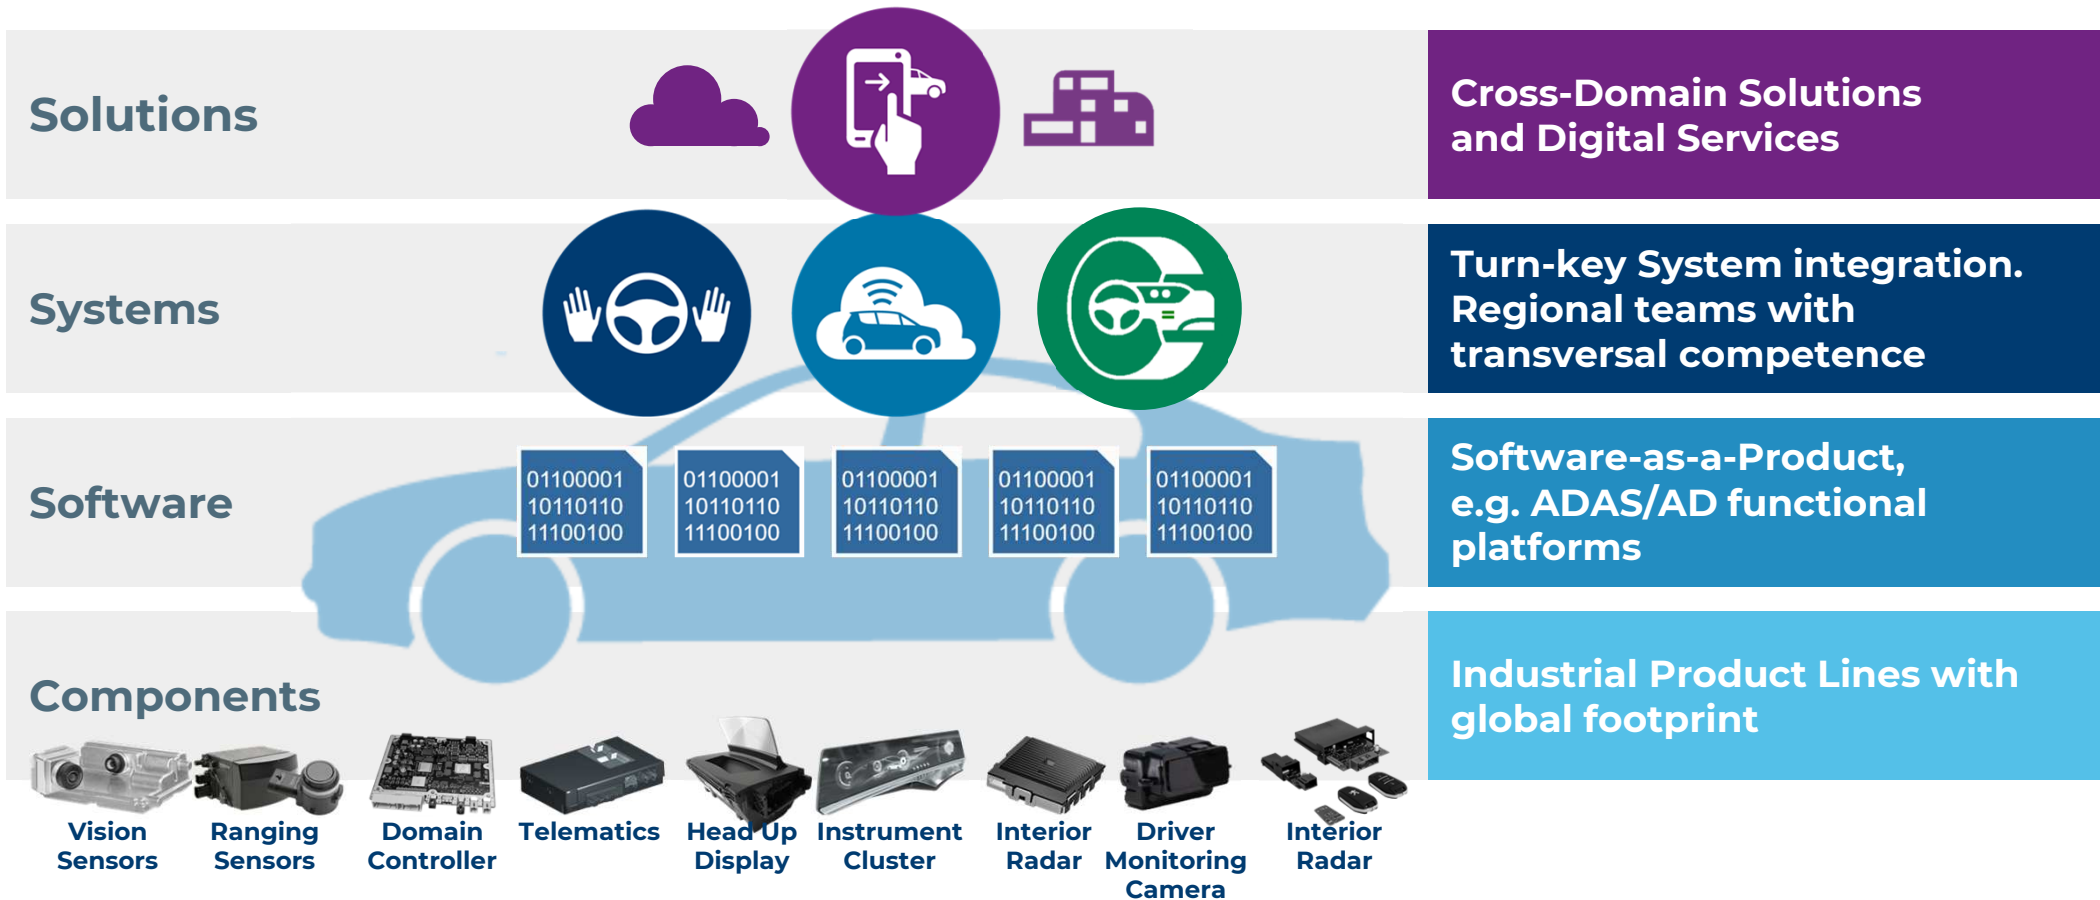 Solutions
Cross-Domain Solutions
and Digital Services
Systems
Turn-key System integration.
Regional teams with
transversal competence
Software
01100001
10110110
11100100
01100001
10110110
11100100
01100001
10110110
11100100
01100001
10110110
11100100
01100001
10110110
11100100
Software-as-a-Product,
e.g. ADAS/AD functional
platforms
Components
Industrial Product Lines with
global footprint
Vision
Sensors
Ranging
Sensors
Domain
Controller
Telematics
Head Up
Display
Instrument
Cluster
Interior
Radar
Driver
Monitoring
Camera
Interior
Radar